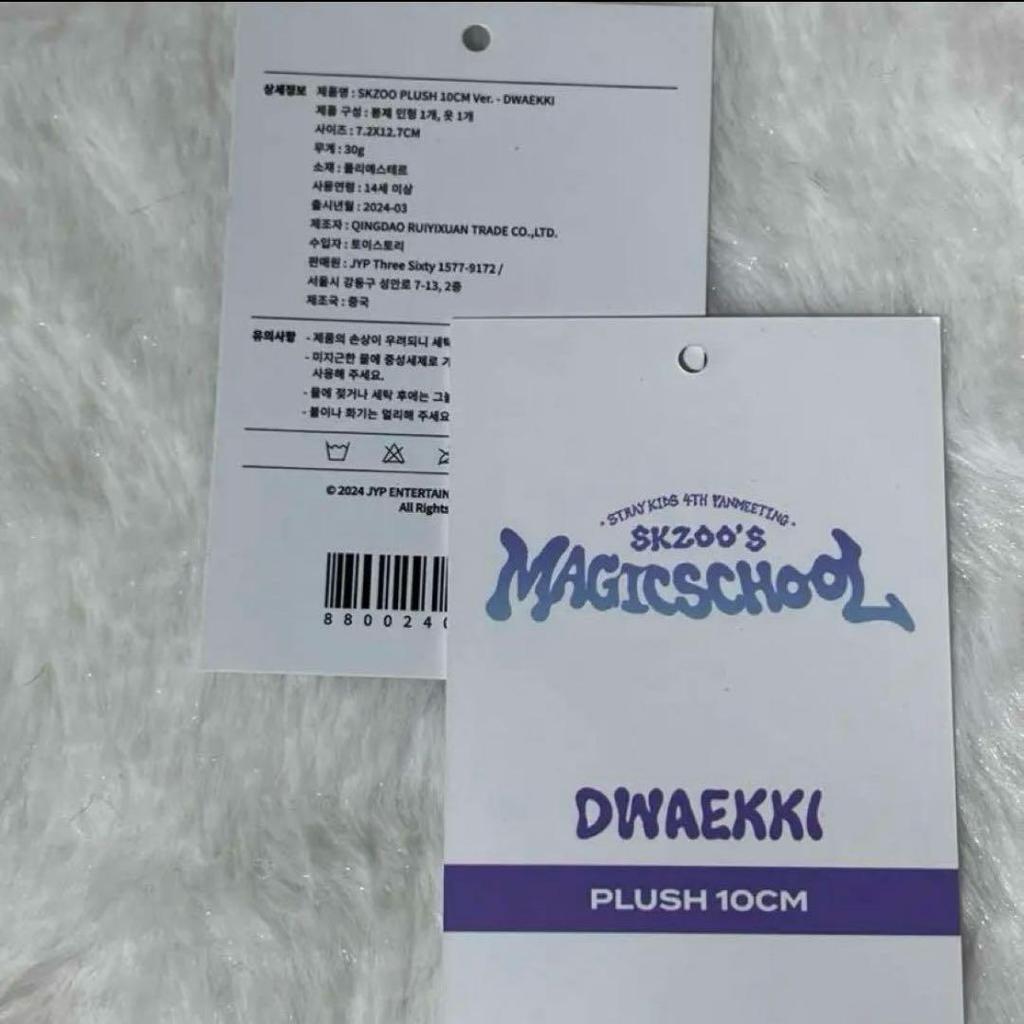 상세정보 제품명 : SKZOO PLUSH 10CM Ver. - DWAEKKI
제품 구성 : 봉제 인형 1개, 옷 1개
사이즈 : 7.2X12.7CM
무게 : 30g
소재 : 폴리에스테르
사용연령 : 14세 이상
출시년월 : 2024-03
제조자 : QINGDAO RUIYIXUAN TRADE CO.,LTD.
수입자 : 토이스토리
판매원 : JYP Three Sixty 1577-9172 /
서울시 강동구 성안로 7-13, 2층
제조국 : 중국
유의사항 - 제품의 손상이 우려되니 세탁
- 미지근한 물에 중성세제로
사용해 주세요.
- 물에 젖거나 세탁 후에는 그늘
- 불이나 화기는 멀리해 주세요
© 2024 JYP ENTERTAIN
All Rights
880024
• STRAY KIDS 4TH FANMEETING •
SKZOO'S
MAGICSCHOOL
DWAEKKI
PLUSH 10CM